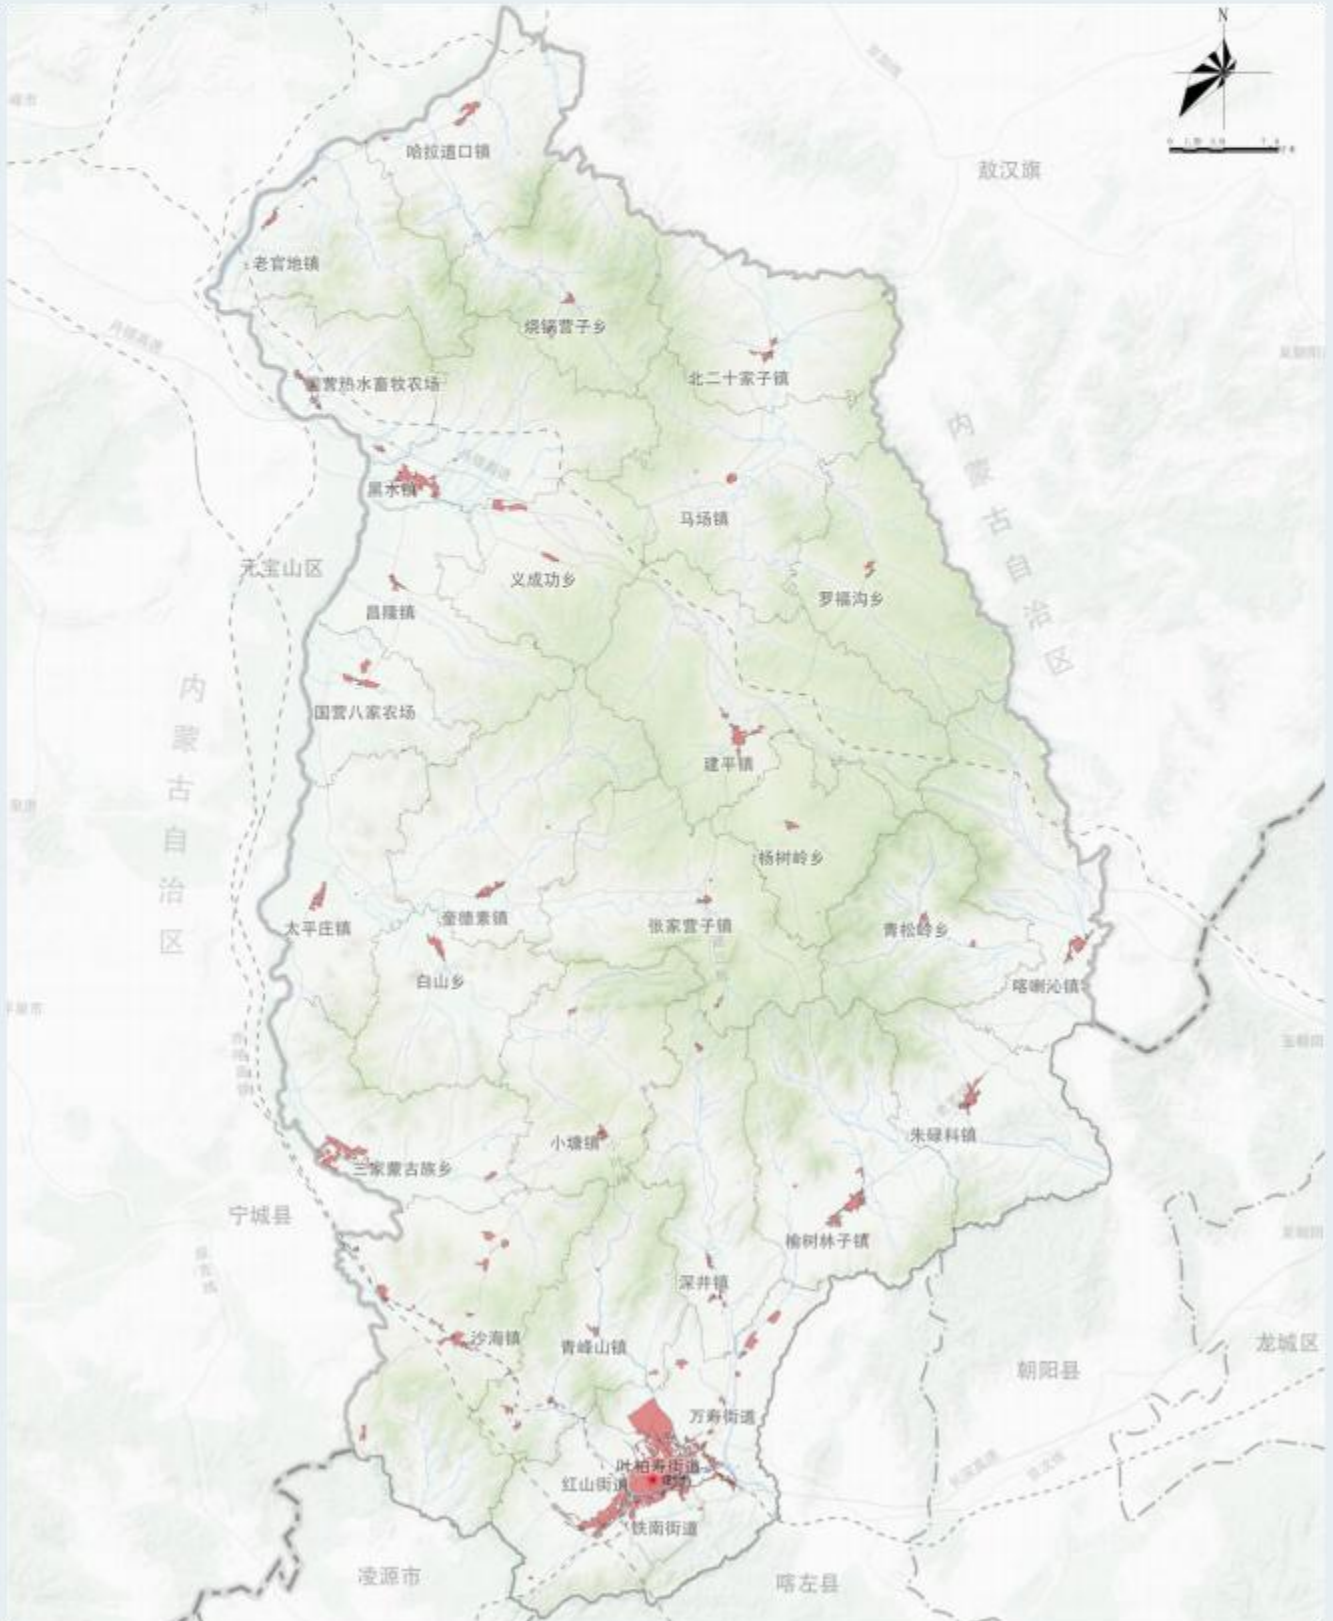 N
哈拉道口镇
敖汉旗
老官地镇
烧锅营子乡
北二十家子镇
国营热水畜牧农场
内蒙古自治区
黑水镇
马场镇
元宝山区
义成功乡
罗福沟乡
昌隆镇
内蒙古自治区
国营八家农场
建平镇
杨树岭乡
太平庄镇
奎德素镇
张家营子镇
青松岭乡
白山乡
喀喇沁镇
朱碌科镇
小塘镇
三家蒙古族乡
宁城县
榆树林子镇
深井镇
沙海镇
青峰山镇
龙城区
朝阳县
万寿街道
叶柏寿街道
红山街道
铁南街道
凌源市
喀左县